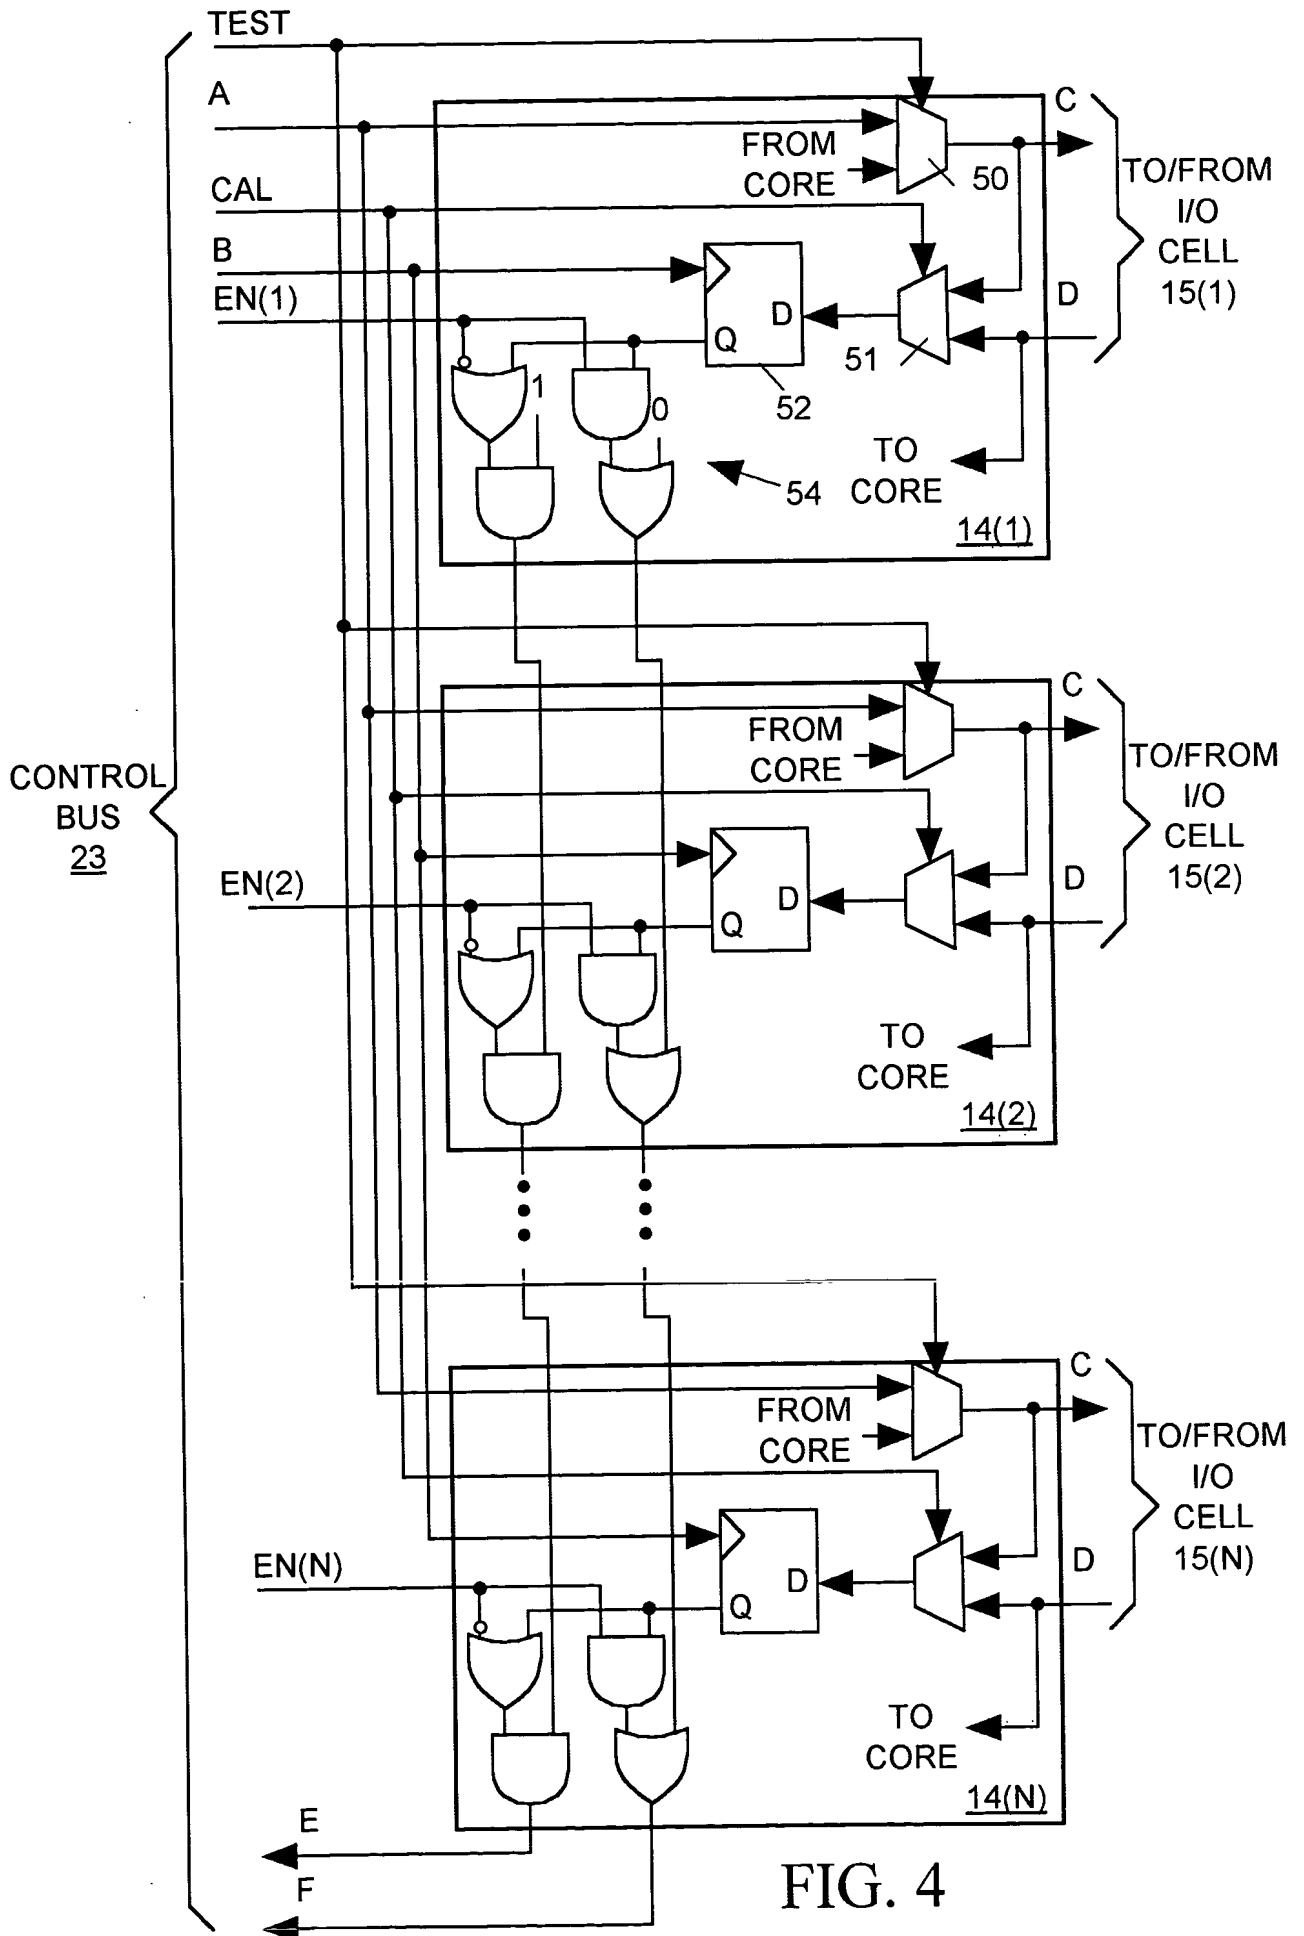 TEST
A
CAL
B
EN(1)
FROM
CORE
50
C
TO/FROM
I/O
CELL
15(1)
D
D
Q
51
52
1
0
54
TO
CORE
14(1)
CONTROL
BUS
23
EN(2)
FROM
CORE
C
TO/FROM
I/O
CELL
15(2)
D
D
Q
TO
CORE
14(2)
EN(N)
FROM
CORE
C
TO/FROM
I/O
CELL
15(N)
D
D
Q
TO
CORE
14(N)
E
F
FIG. 4